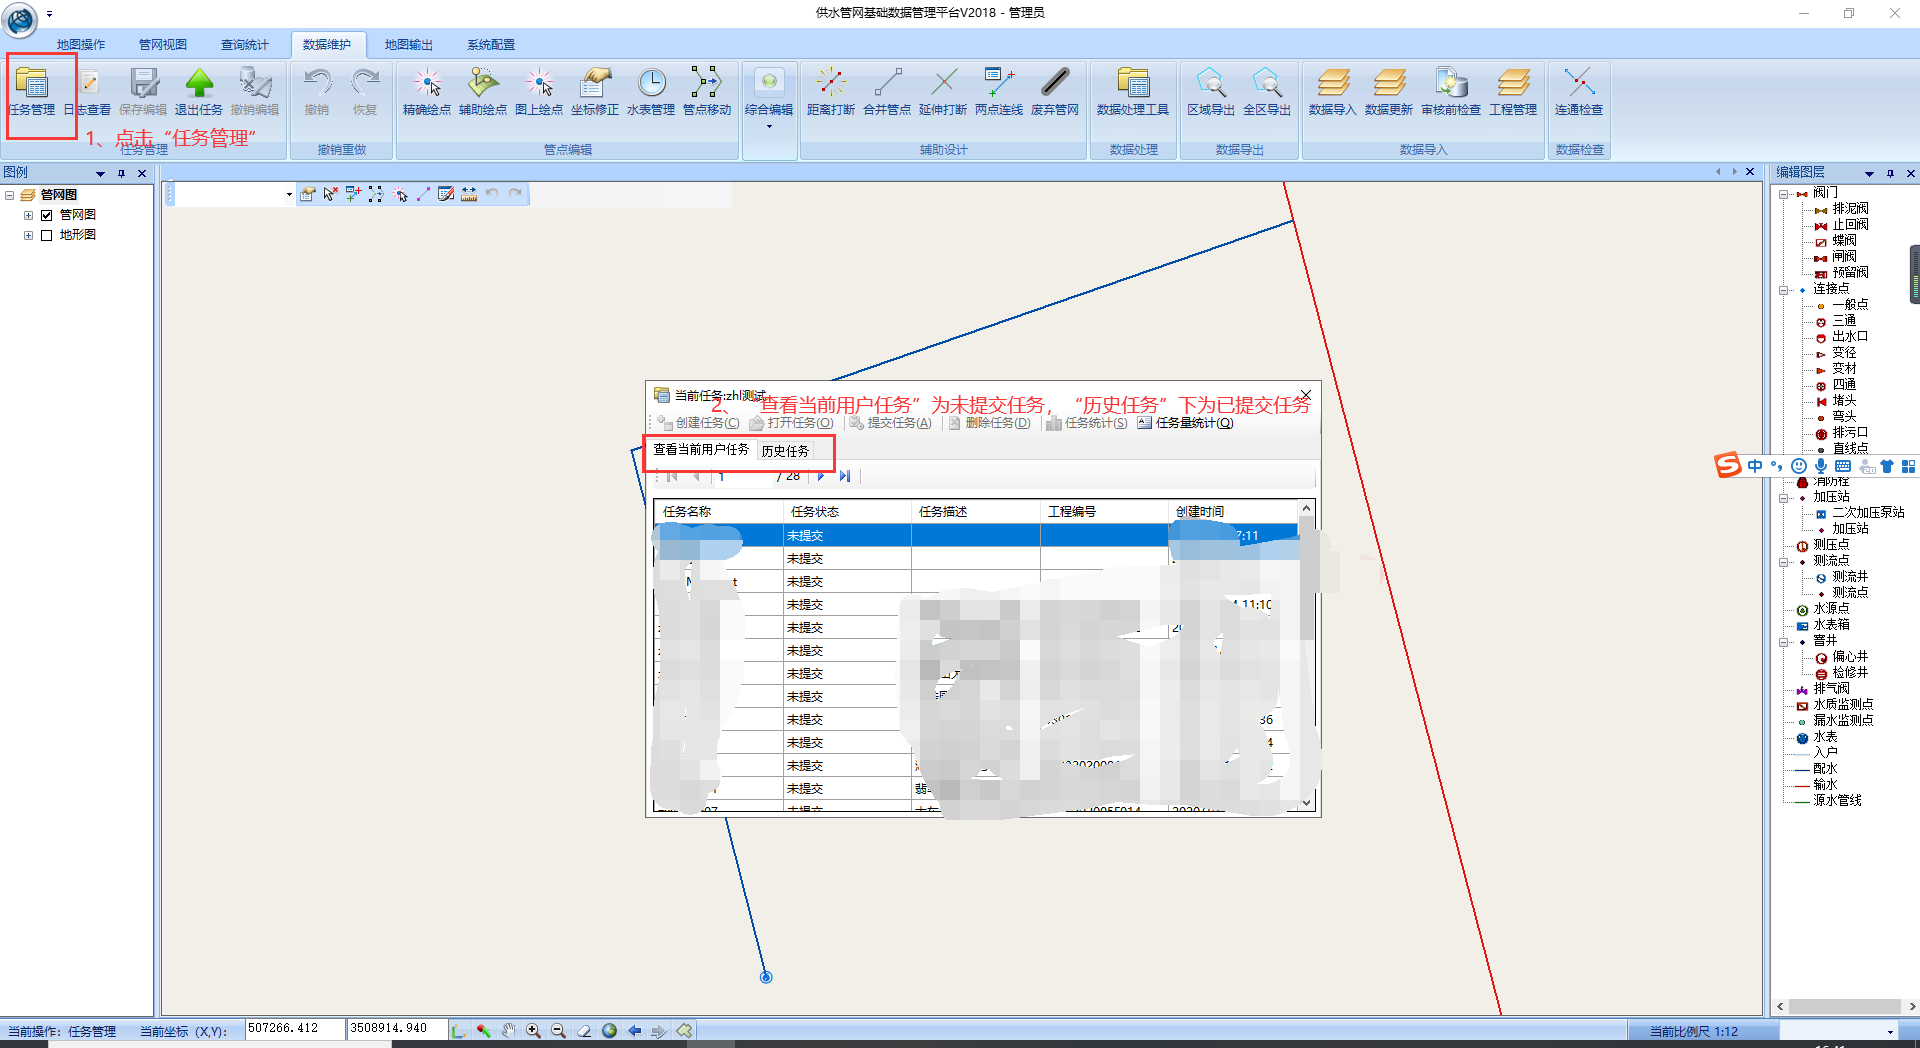 供水管网基础数据管理平台V2018 - 管理员
地图操作 管网视图 查询统计 数据维护 地图输出 系统配置
任务管理 日志查看 保存编辑 退出任务 撤销编辑 撤销 恢复 精确绘点 辅助绘点 图上绘点 坐标修正 水表管理 管点移动 综合编辑 距离打断 合并管点 延伸打断 两点连线 废弃管网 数据处理工具 区域导出 全区导出 数据导入 数据更新 审核前检查 工程管理 连通检查
1、点击“任务管理”
任务管理 撤销重做 管点编辑 辅助设计 数据处理 数据导出 数据导入 数据检查
图例
管网图
管网图
地形图
当前任务:zhl测试
2、“查看当前用户任务”为未提交任务，“历史任务”下为已提交任务
创建任务(C) 打开任务(O) 提交任务(A) 删除任务(D) 任务统计(S) 任务量统计(Q)
查看当前用户任务 历史任务
1 / 28
任务名称 任务状态 任务描述 工程编号 创建时间
未提交 7:11
未提交
未提交
未提交 11:10
未提交
未提交
未提交
未提交
未提交 36
未提交 4
未提交
未提交
编辑图层
阀门
排泥阀
止回阀
蝶阀
闸阀
预留阀
连接点
一般点
三通
出水口
变径
变材
四通
堵头
弯头
排污口
直线点
中
消防栓
加压站
二次加压泵站
加压站
测压点
测流点
测流井
测流点
水源点
水表箱
窨井
偏心井
检修井
排气阀
水质监测点
漏水监测点
水表
入户
配水
输水
源水管线
当前操作：任务管理 当前坐标 (X,Y)： 507266.412 3508914.940 当前比例尺 1:12